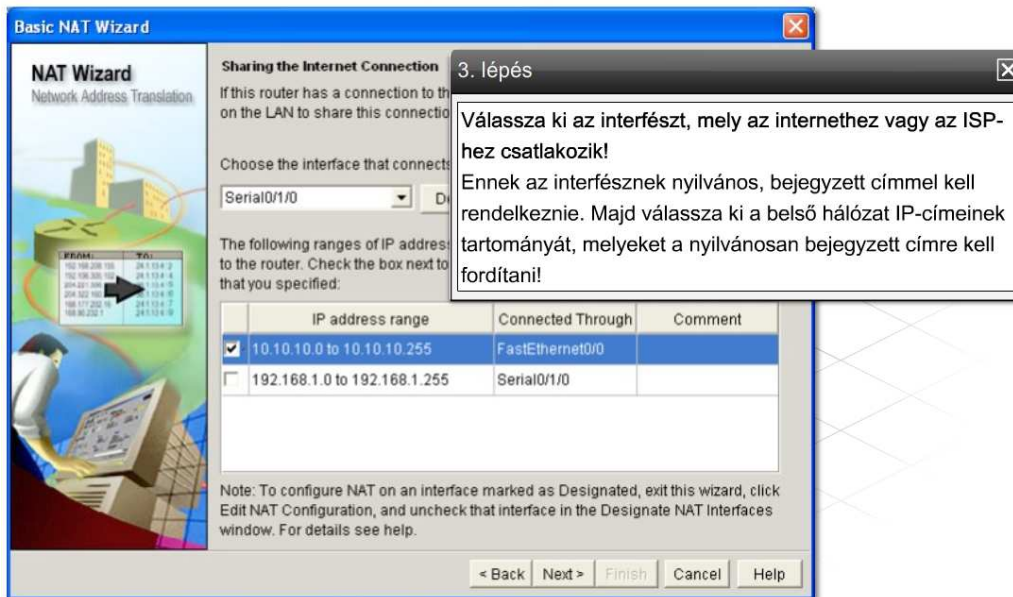 Basic NAT Wizard
NAT Wizard
Network Address Translation
FROM: TO:
Sharing the Internet Connection
If this router has a connection to th
on the LAN to share this connectio
Choose the interface that connects
Serial0/1/0
The following ranges of IP address
to the router. Check the box next to
that you specified:
IP address range Connected Through Comment
10.10.10.0 to 10.10.10.255 FastEthernet0/0
192.168.1.0 to 192.168.1.255 Serial0/1/0
Note: To configure NAT on an interface marked as Designated, exit this wizard, click
Edit NAT Configuration, and uncheck that interface in the Designate NAT Interfaces
window. For details see help.
< Back Next > Finish Cancel Help
3. lépés
Válassza ki az interfészt, mely az internethez vagy az ISP-
hez csatlakozik!
Ennek az interfésznek nyilvános, bejegyzett címmel kell
rendelkeznie. Majd válassza ki a belső hálózat IP-címeinek
tartományát, melyeket a nyilvánosan bejegyzett címre kell
fordítani!